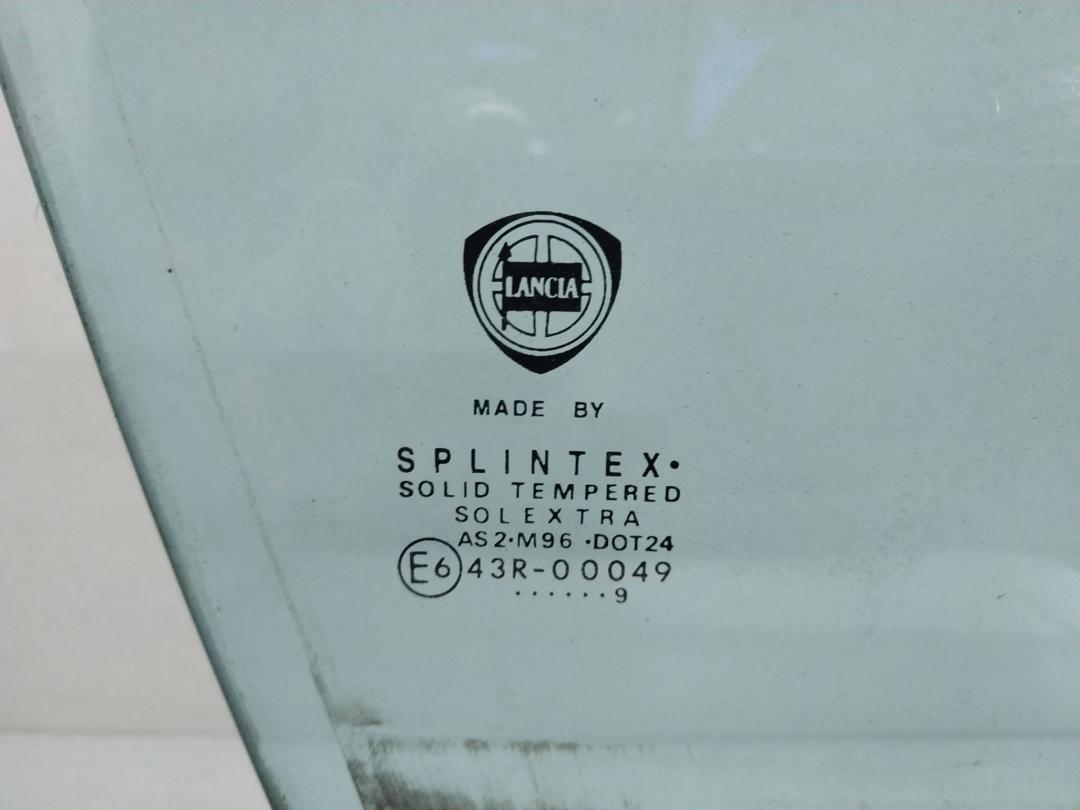 LANCIA
MADE BY
SPLINTEX•
SOLID TEMPERED
SOLEXTRA
AS2•M96 •DOT24
E6 43R-00049
······9